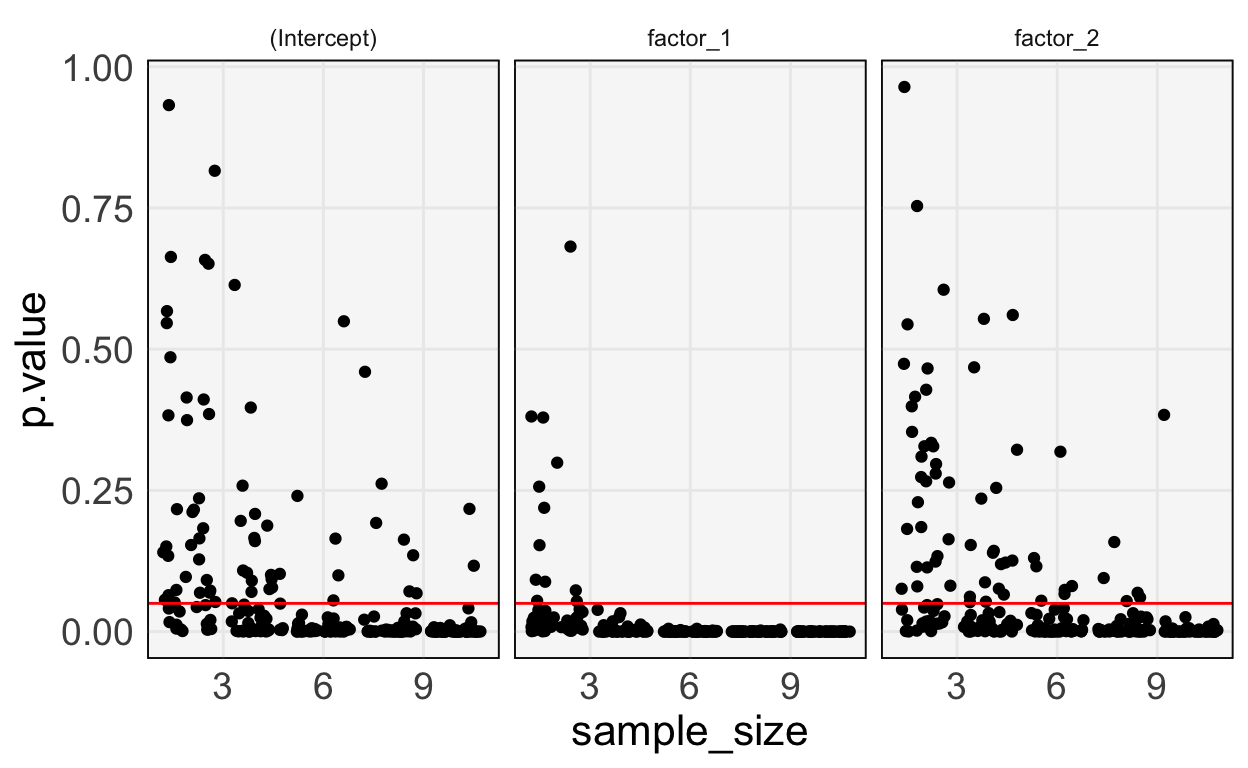 (Intercept) factor_1 factor_2
1.00
0.75
0.50
0.25
0.00
p.value
3 6 9 3 6 9 3 6 9
sample_size